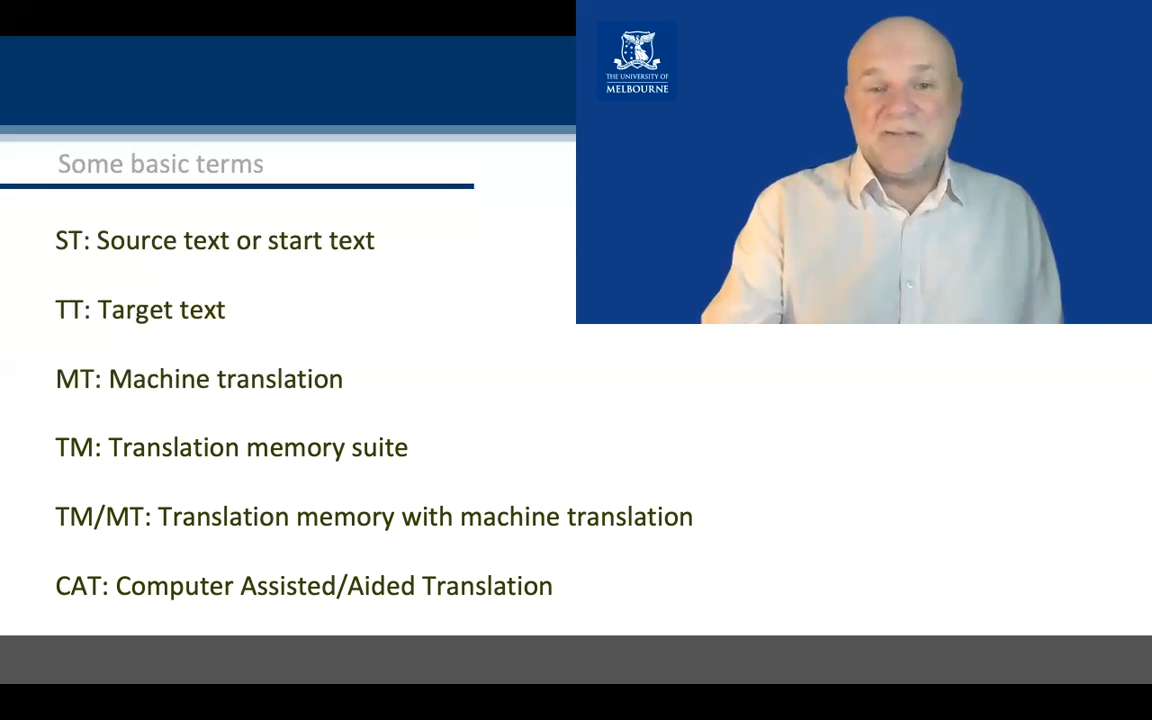 THE UNIVERSITY OF
MELBOURNE
Some basic terms
ST: Source text or start text
TT: Target text
MT: Machine translation
TM: Translation memory suite
TM/MT: Translation memory with machine translation
CAT: Computer Assisted/Aided Translation